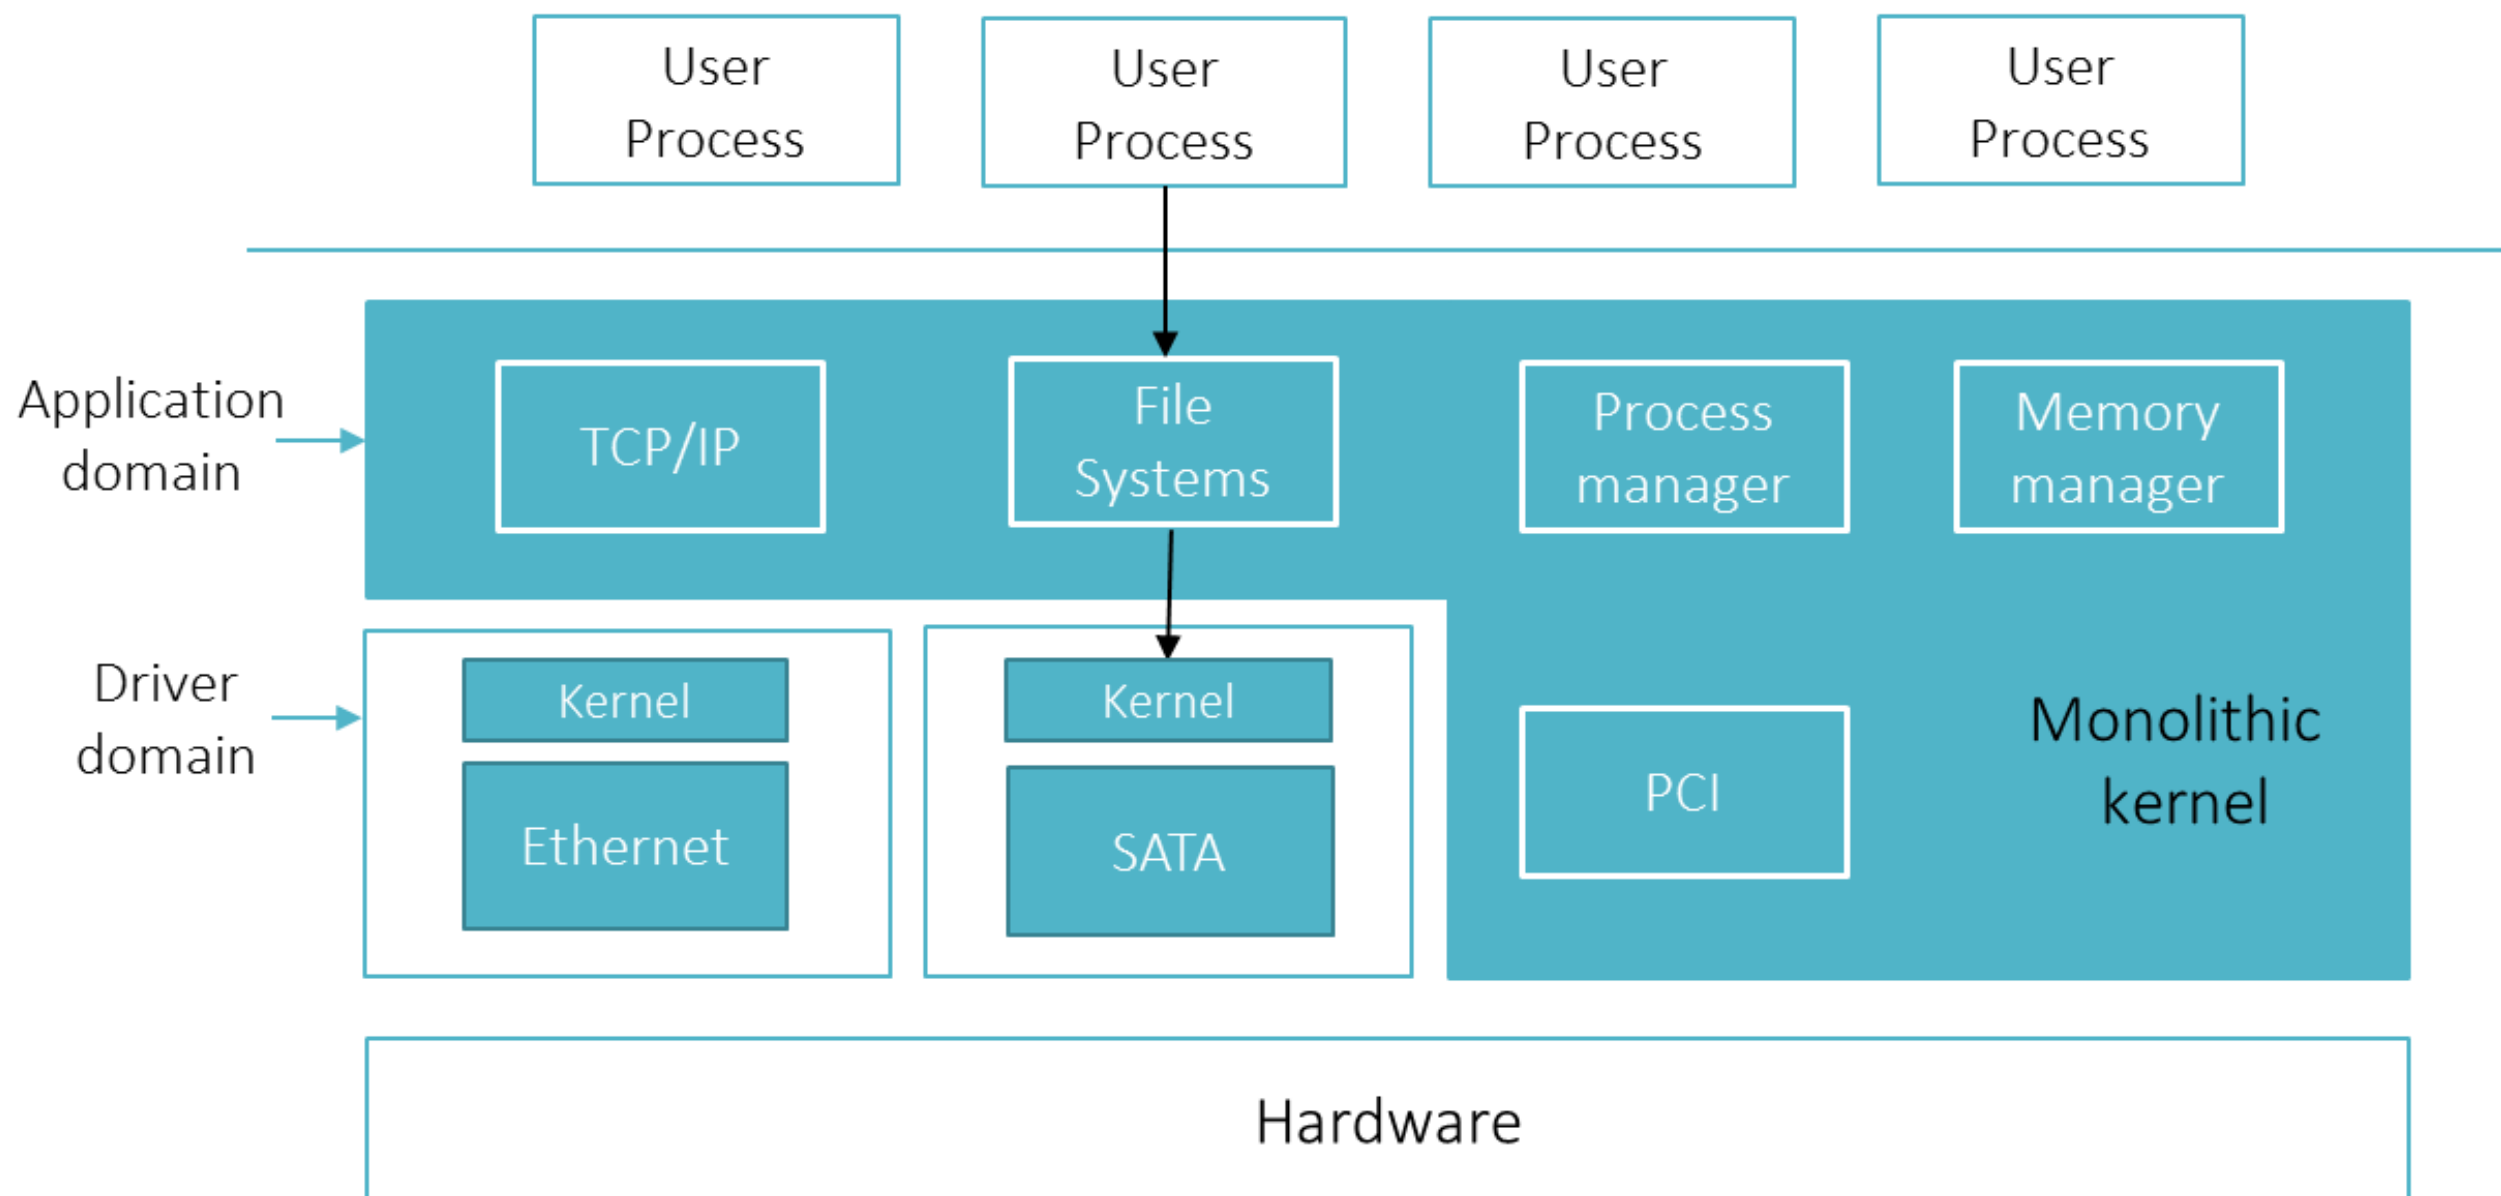 User
Process
User
Process
User
Process
User
Process
Application
domain
TCP/IP
File
Systems
Process
manager
Memory
manager
Driver
domain
Kernel
Ethernet
Kernel
SATA
PCI
Monolithic
kernel
Hardware